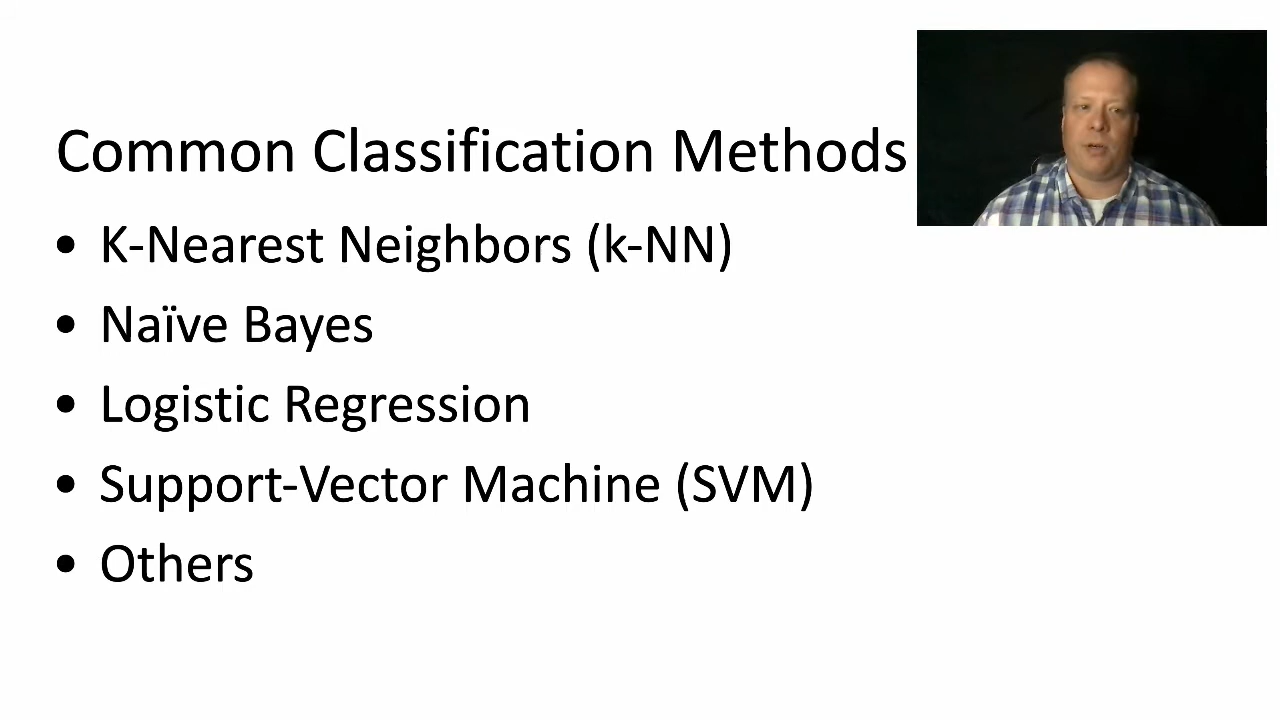 Common Classification Methods
• K-Nearest Neighbors (k-NN)
• Naïve Bayes
• Logistic Regression
• Support-Vector Machine (SVM)
• Others